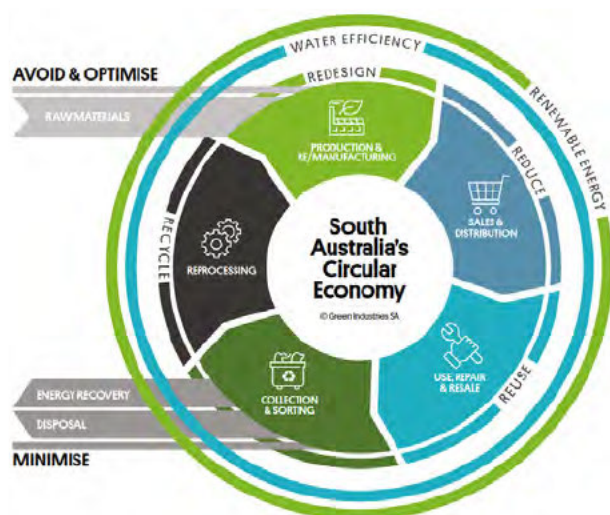 WATER EFFICIENCY
AVOID & OPTIMISE
REDESIGN
RENEWABLE ENERGY
RAW MATERIALS
PRODUCTION &
RE/MANUFACTURING
REDUCE
RECYCLE
SALES &
DISTRIBUTION
REPROCESSING
South
Australia's
Circular
Economy
© Green Industries SA
USE, REPAIR
& RESALE
REUSE
ENERGY RECOVERY
COLLECTION
& SORTING
DISPOSAL
MINIMISE